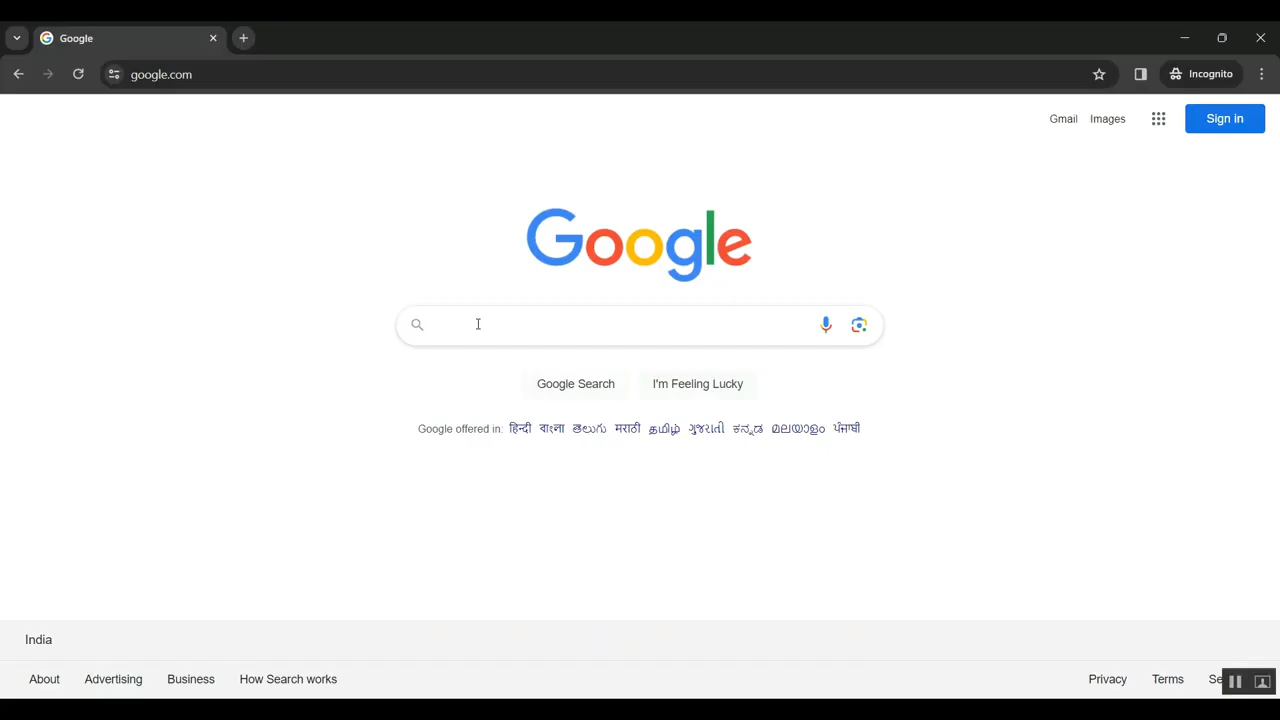 Google
google.com
Incognito
Gmail Images Sign in
Google
Google Search I'm Feeling Lucky
Google offered in: हिन्दी বাংলা తెలుగు मराठी தமிழ் ગુજરાતી ಕನ್ನಡ മലയാളം ਪੰਜਾਬੀ
India
About Advertising Business How Search works Privacy Terms Se